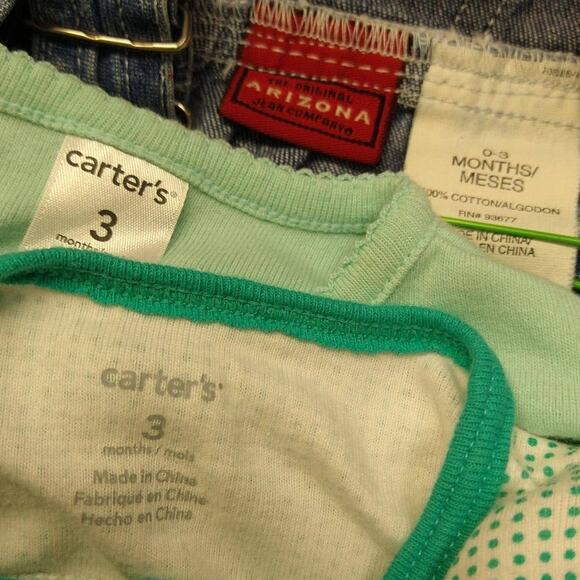 THE ORIGINAL
ARIZONA
JEAN COMPANY
0-3
MONTHS/
MESES
100% COTTON/ALGODON
RN# 93677
MADE IN CHINA/
EN CHINA
carter's
3
months
carter's
3
months / mois
Made in China
Fabriqué en Chine
Hecho en China